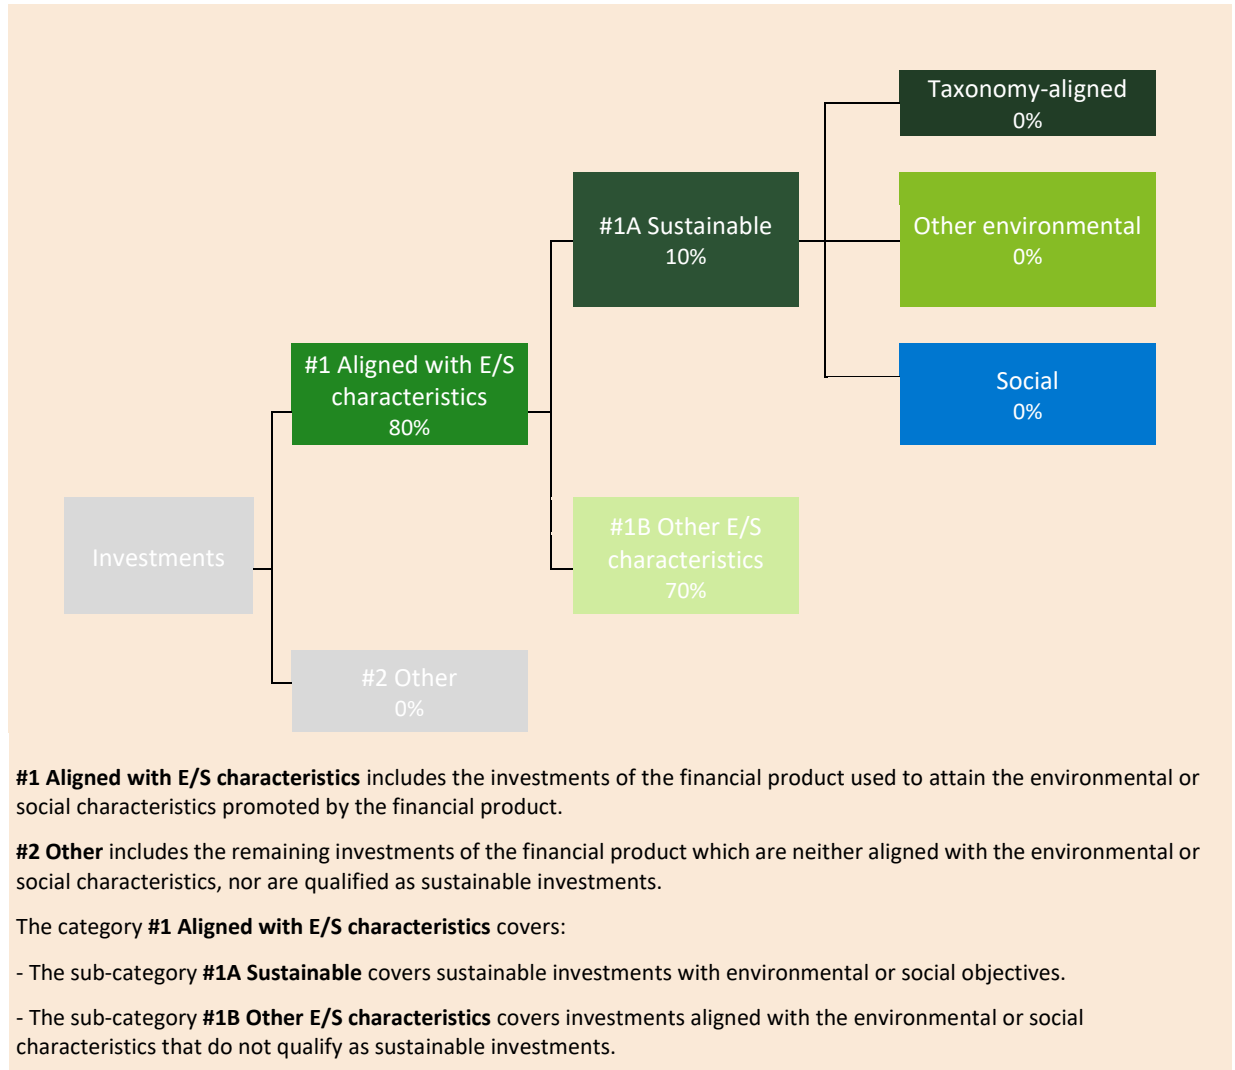 Taxonomy-aligned
0%
#1A Sustainable
10%
Other environmental
0%
#1 Aligned with E/S
characteristics
80%
Social
0%
Investments
#1B Other E/S
characteristics
70%
#2 Other
0%
#1 Aligned with E/S characteristics includes the investments of the financial product used to attain the environmental or
social characteristics promoted by the financial product.
#2 Other includes the remaining investments of the financial product which are neither aligned with the environmental or
social characteristics, nor are qualified as sustainable investments.
The category #1 Aligned with E/S characteristics covers:
- The sub-category #1A Sustainable covers sustainable investments with environmental or social objectives.
- The sub-category #1B Other E/S characteristics covers investments aligned with the environmental or social
characteristics that do not qualify as sustainable investments.